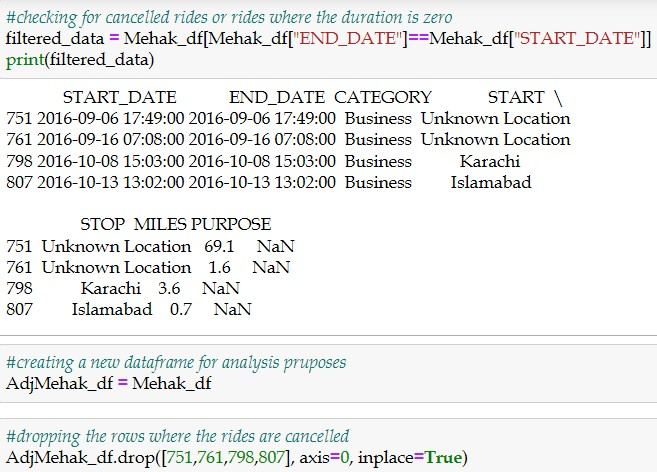 #checking for cancelled rides or rides where the duration is zero
filtered_data = Mehak_df[Mehak_df["END_DATE"]==Mehak_df["START_DATE"]]
print(filtered_data)
START_DATE END_DATE CATEGORY START \
751 2016-09-06 17:49:00 2016-09-06 17:49:00 Business Unknown Location
761 2016-09-16 07:08:00 2016-09-16 07:08:00 Business Unknown Location
798 2016-10-08 15:03:00 2016-10-08 15:03:00 Business Karachi
807 2016-10-13 13:02:00 2016-10-13 13:02:00 Business Islamabad
STOP MILES PURPOSE
751 Unknown Location 69.1 NaN
761 Unknown Location 1.6 NaN
798 Karachi 3.6 NaN
807 Islamabad 0.7 NaN
#creating a new dataframe for analysis pruposes
AdjMehak_df = Mehak_df
#dropping the rows where the rides are cancelled
AdjMehak_df.drop([751,761,798,807], axis=0, inplace=True)